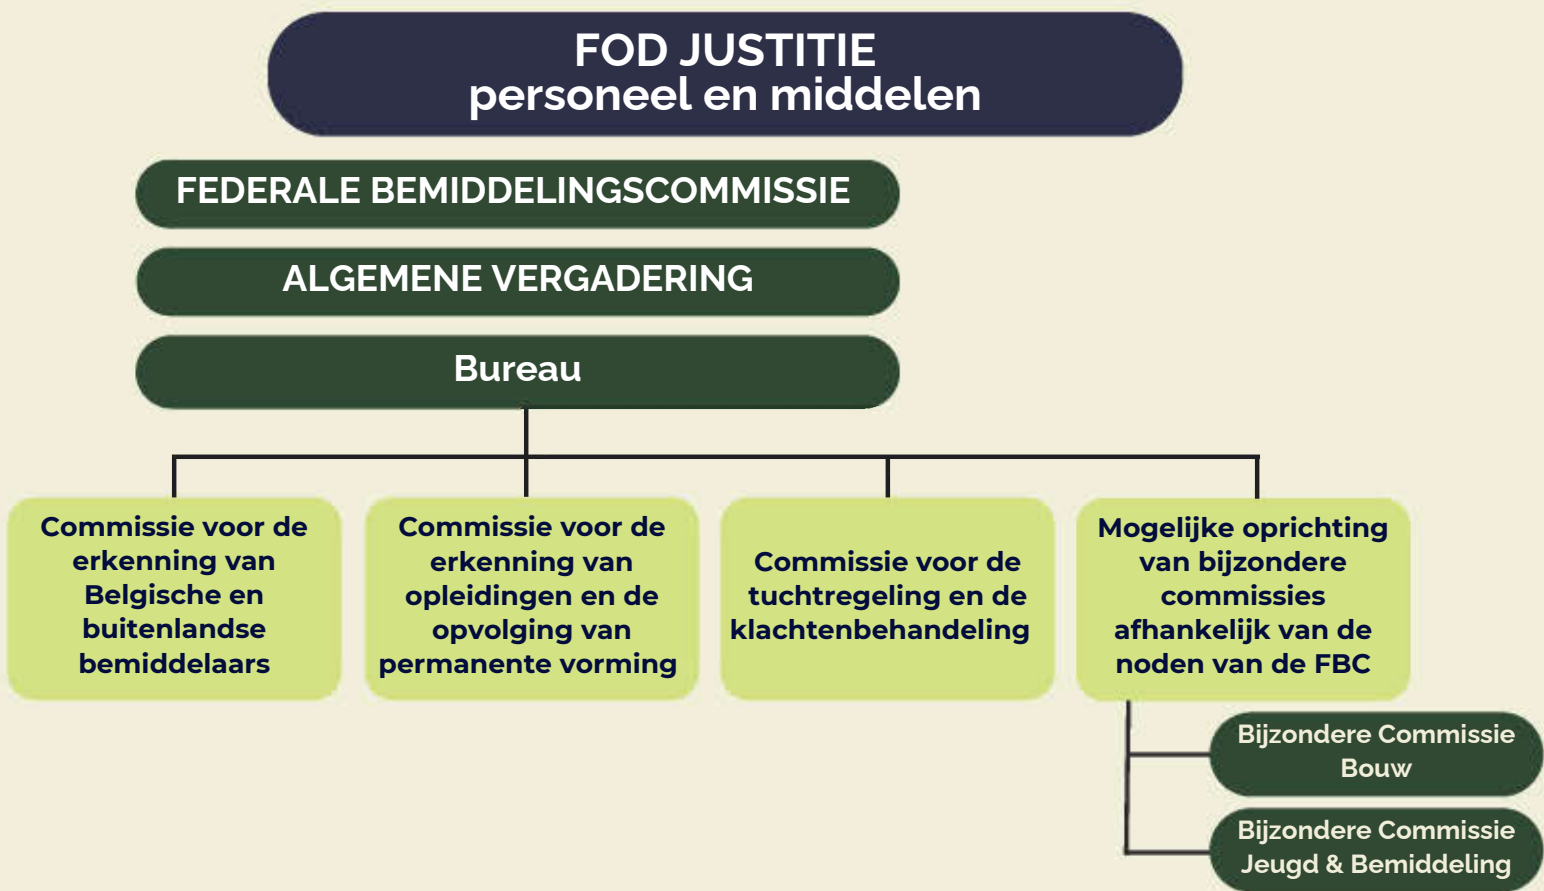 FOD JUSTITIE
personeel en middelen
FEDERALE BEMIDDELINGSCOMMISSIE
ALGEMENE VERGADERING
Bureau
Commissie voor de
erkenning van
Belgische en
buitenlandse
bemiddelaars
Commissie voor de
erkenning van
opleidingen en de
opvolging van
permanente vorming
Commissie voor de
tuchtregeling en de
klachtenbehandeling
Mogelijke oprichting
van bijzondere
commissies
afhankelijk van de
noden van de FBC
Bijzondere Commissie
Bouw
Bijzondere Commissie
Jeugd & Bemiddeling